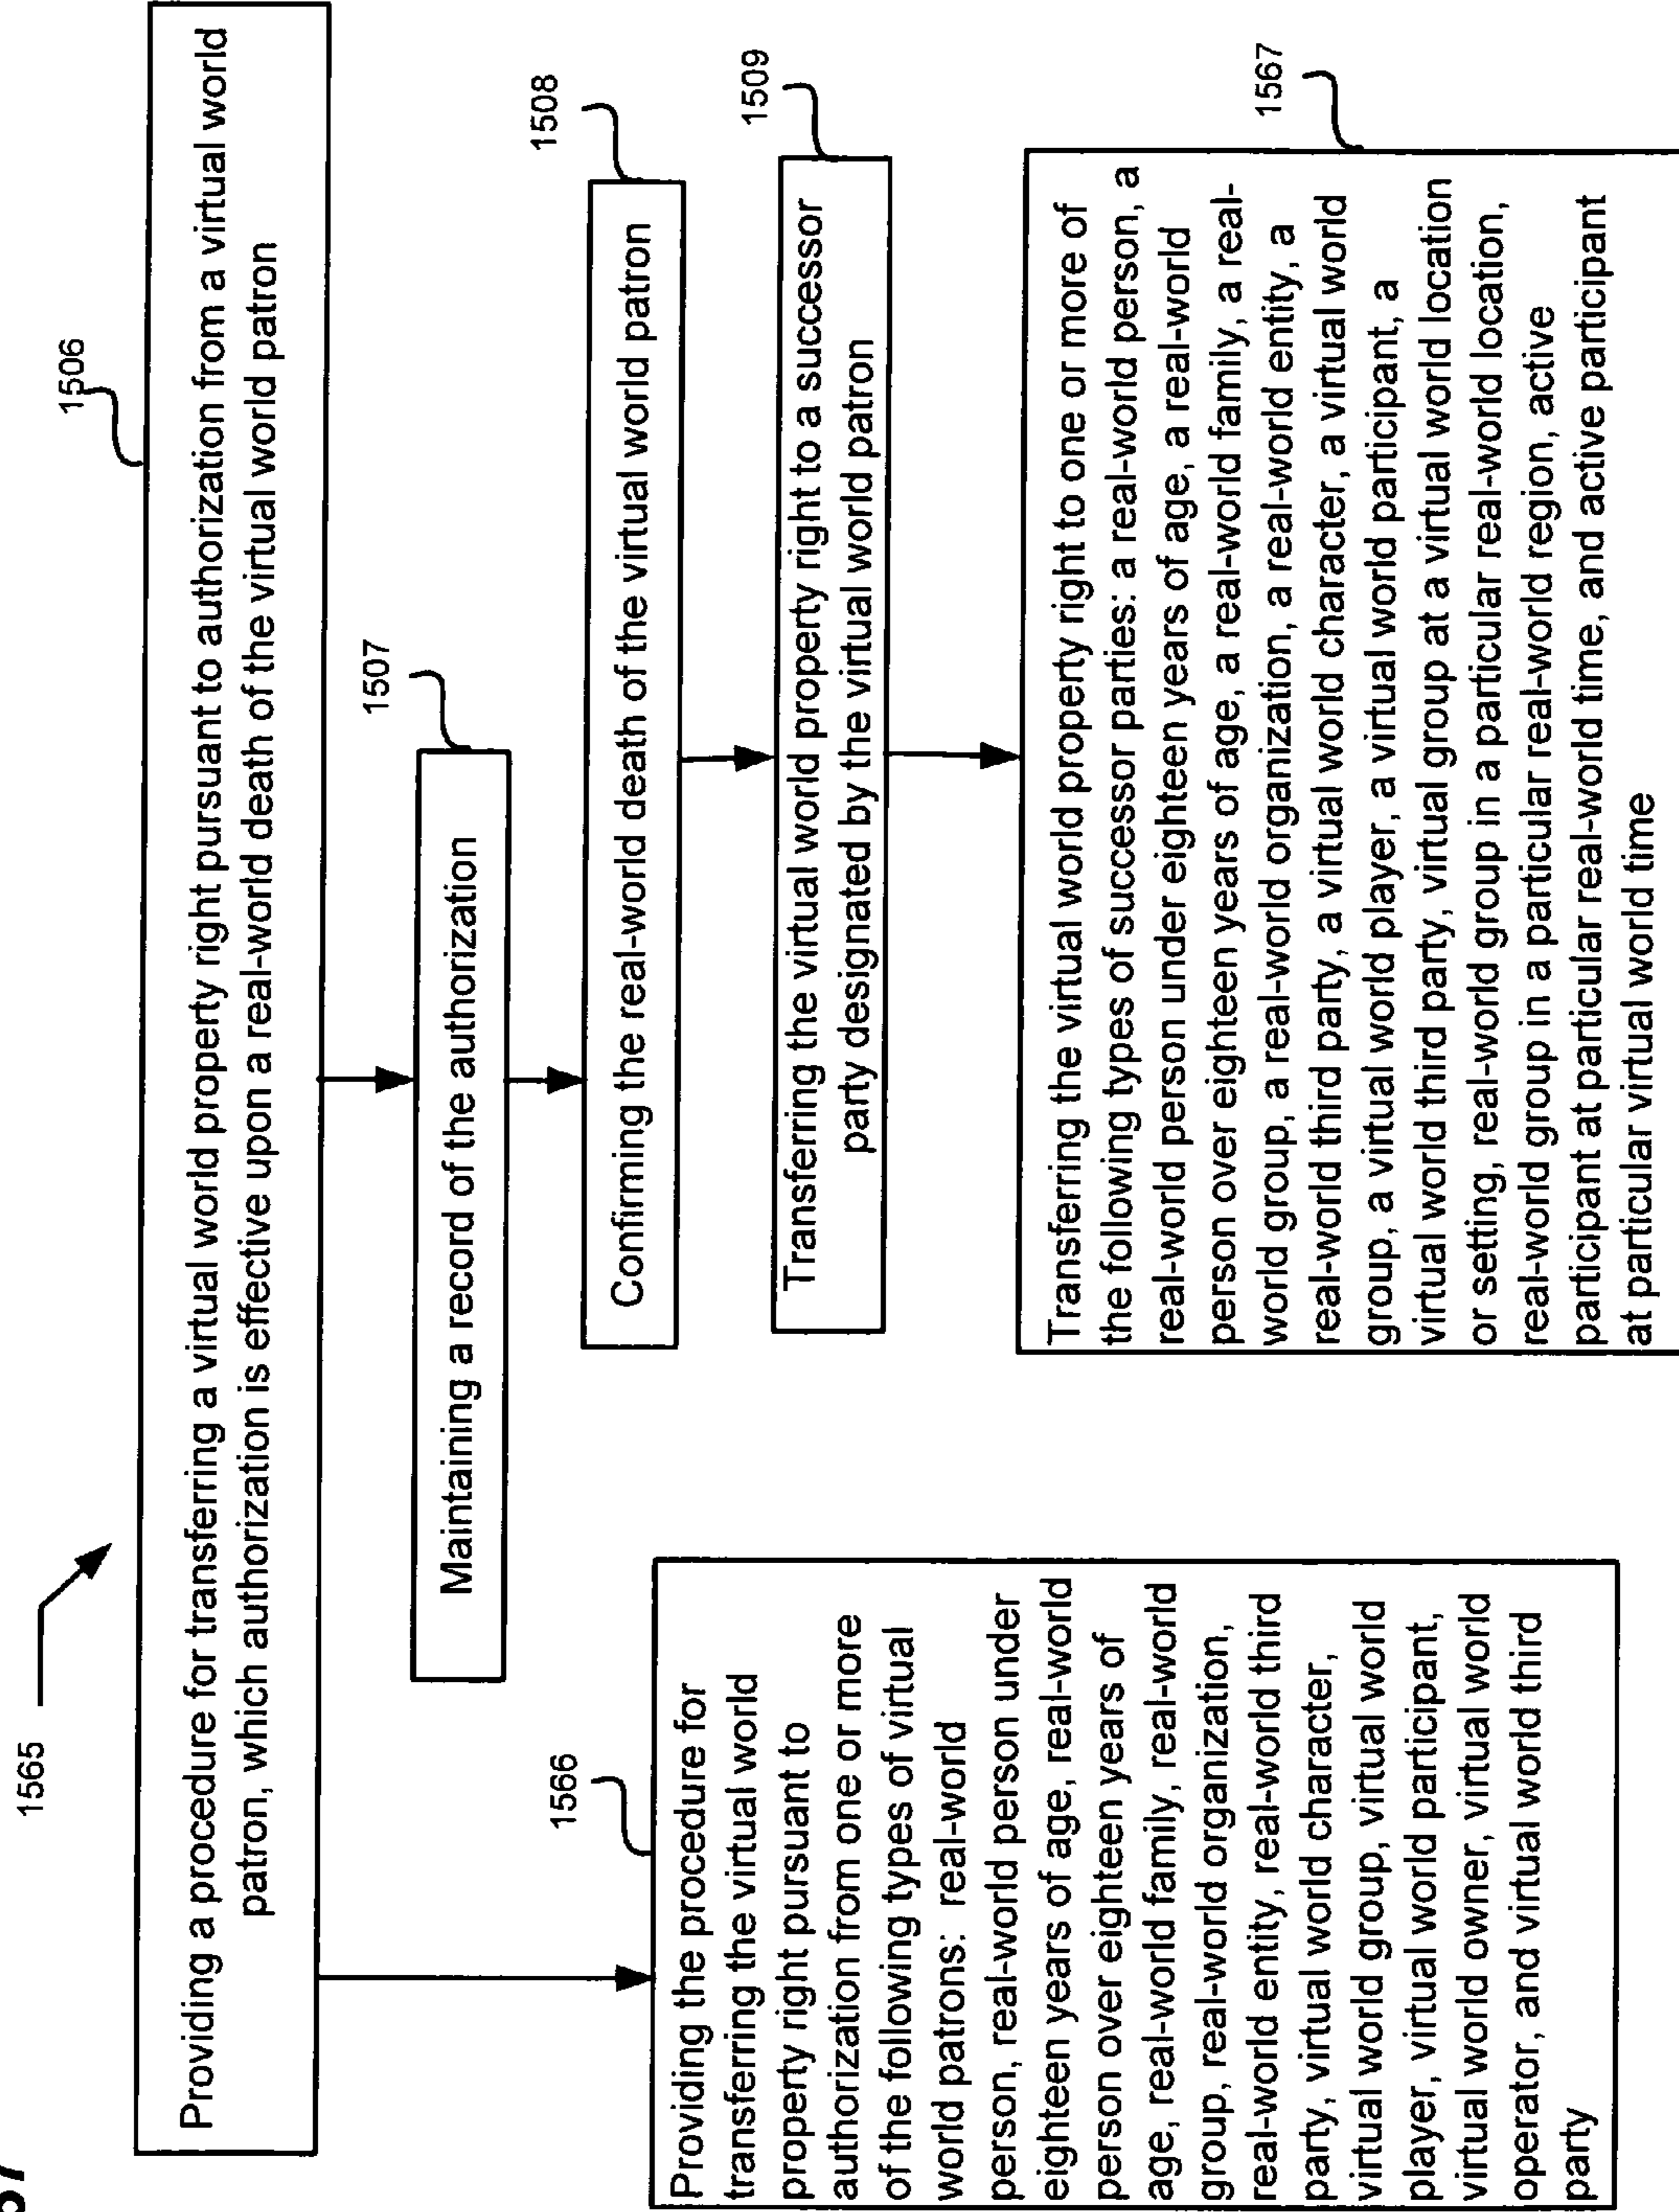 1565
1506
Providing a procedure for transferring a virtual world property right pursuant to authorization from a virtual world
patron, which authorization is effective upon a real-world death of the virtual world patron
1507
Maintaining a record of the authorization
1508
Confirming the real-world death of the virtual world patron
1509
Transferring the virtual world property right to a successor
party designated by the virtual world patron
1566
Providing the procedure for
transferring the virtual world
property right pursuant to
authorization from one or more
of the following types of virtual
world patrons: real-world
person, real-world person under
eighteen years of age, real-world
person over eighteen years of
age, real-world family, real-world
group, real-world organization,
real-world entity, real-world third
party, virtual world character,
virtual world group, virtual world
player, virtual world participant,
virtual world owner, virtual world
operator, and virtual world third
party
1567
Transferring the virtual world property right to one or more of
the following types of successor parties: a real-world person, a
real-world person under eighteen years of age, a real-world
person over eighteen years of age, a real-world family, a real-
world group, a real-world organization, a real-world entity, a
real-world third party, a virtual world character, a virtual world
group, a virtual world player, a virtual world participant, a
virtual world third party, virtual group at a virtual world location
or setting, real-world group in a particular real-world location,
real-world group in a particular real-world region, active
participant at particular real-world time, and active participant
at particular virtual world time